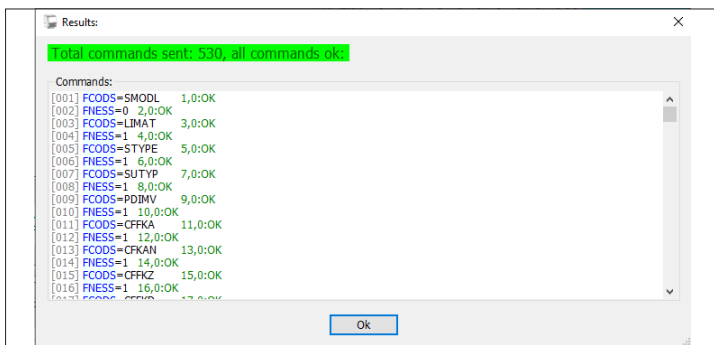 Results:
Total commands sent: 530, all commands ok:
Commands:
[001] FCODS=SMODL 1,0:OK
[002] FNESS=0 2,0:OK
[003] FCODS=LIMAT 3,0:OK
[004] FNESS=1 4,0:OK
[005] FCODS=STYPE 5,0:OK
[006] FNESS=1 6,0:OK
[007] FCODS=SUTYP 7,0:OK
[008] FNESS=1 8,0:OK
[009] FCODS=PDIMV 9,0:OK
[010] FNESS=1 10,0:OK
[011] FCODS=CFFKA 11,0:OK
[012] FNESS=1 12,0:OK
[013] FCODS=CFKAN 13,0:OK
[014] FNESS=1 14,0:OK
[015] FCODS=CFFKZ 15,0:OK
[016] FNESS=1 16,0:OK
Ok